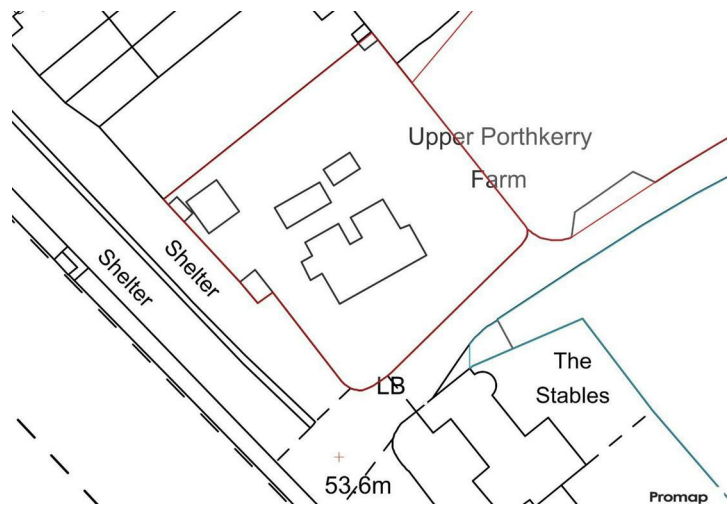 Upper Porthkerry
Farm
Shelter
Shelter
The
Stables
LB
53.6m
Promap